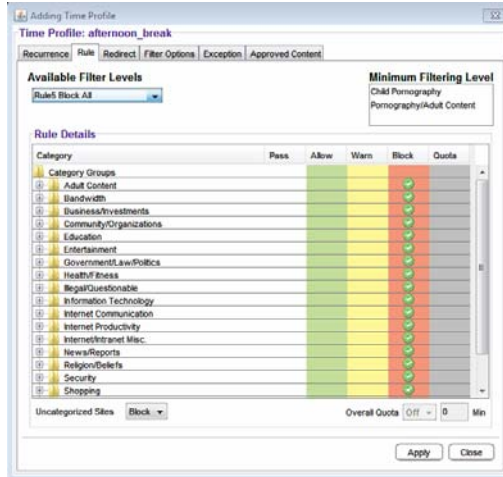 Adding Time Profile
Time Profile: afternoon_break
Recurrence Rule Redirect Filter Options Exception Approved Content
Available Filter Levels
Minimum Filtering Level
Rule5 Block All
Child Pornography
Pornography/Adult Content
Rule Details
Category Pass Allow Warn Block Quota
Category Groups
Adult Content
Bandwidth
Business/Investments
Community/Organizations
Education
Entertainment
Government/Law/Politics
Health/Fitness
Illegal/Questionable
Information Technology
Internet Communication
Internet Productivity
Internet/Intranet Misc.
News/Reports
Religion/Beliefs
Security
Shopping
Uncategorized Sites Block Overall Quota Off 0 Min
Apply Close